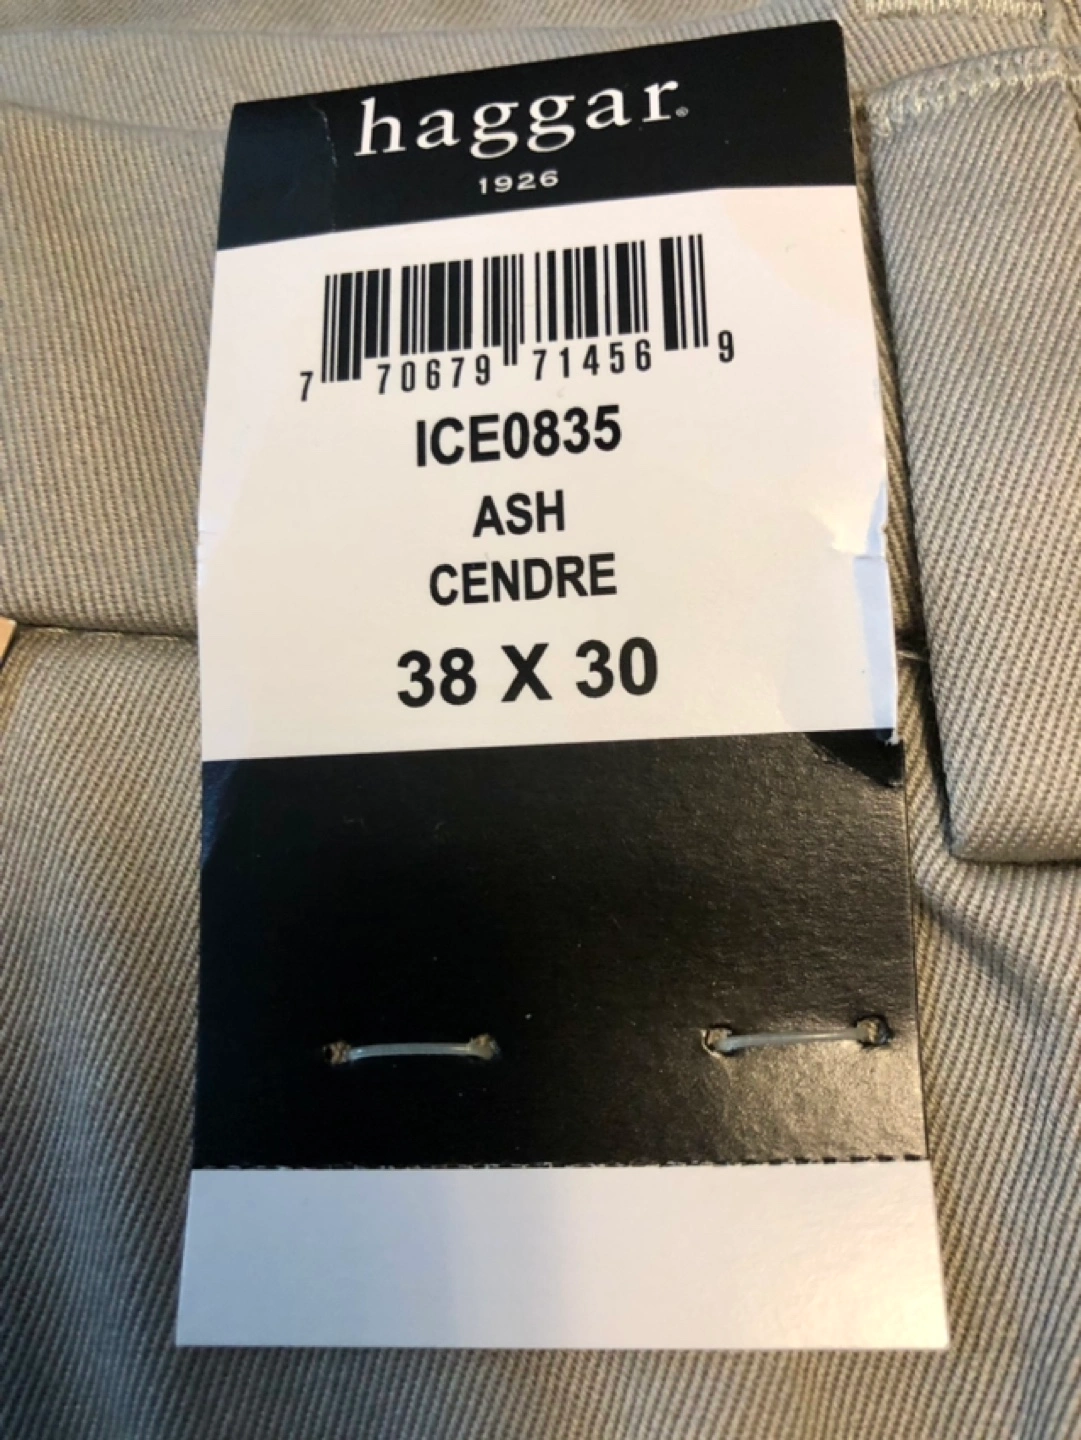 haggar®
1926
7 70679 71456 9
ICE0835
ASH
CENDRE
38 X 30